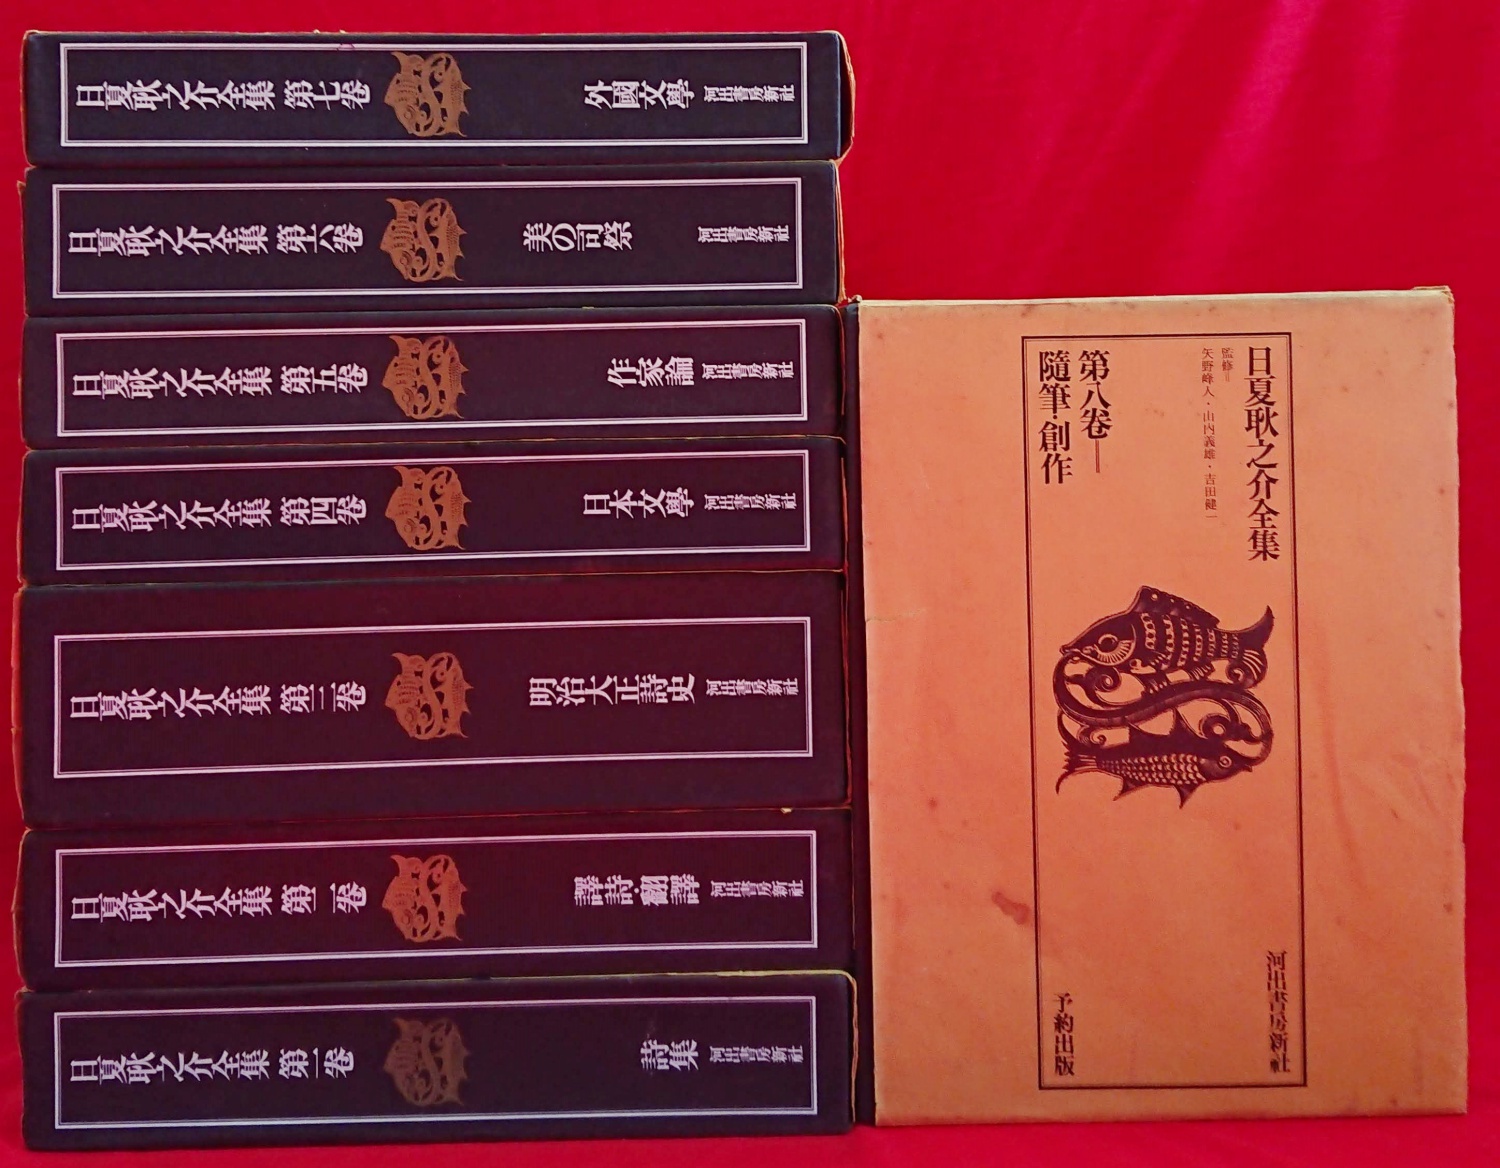 日夏耿之介全集 第七巻 外國文學 河出書房新社
日夏耿之介全集 第六巻 美の司祭 河出書房新社
日夏耿之介全集 第五巻 作家論 河出書房新社
日夏耿之介全集 第四巻 日本文學 河出書房新社
日夏耿之介全集 第三巻 明治大正詩史 河出書房新社
日夏耿之介全集 第二巻 譯詩・飜譯 河出書房新社
日夏耿之介全集 第一巻 詩集 河出書房新社
日夏耿之介全集
監修＝
矢野峰人・山内義雄・吉田健一
第八巻＝
隨筆・創作
河出書房新社
予約出版